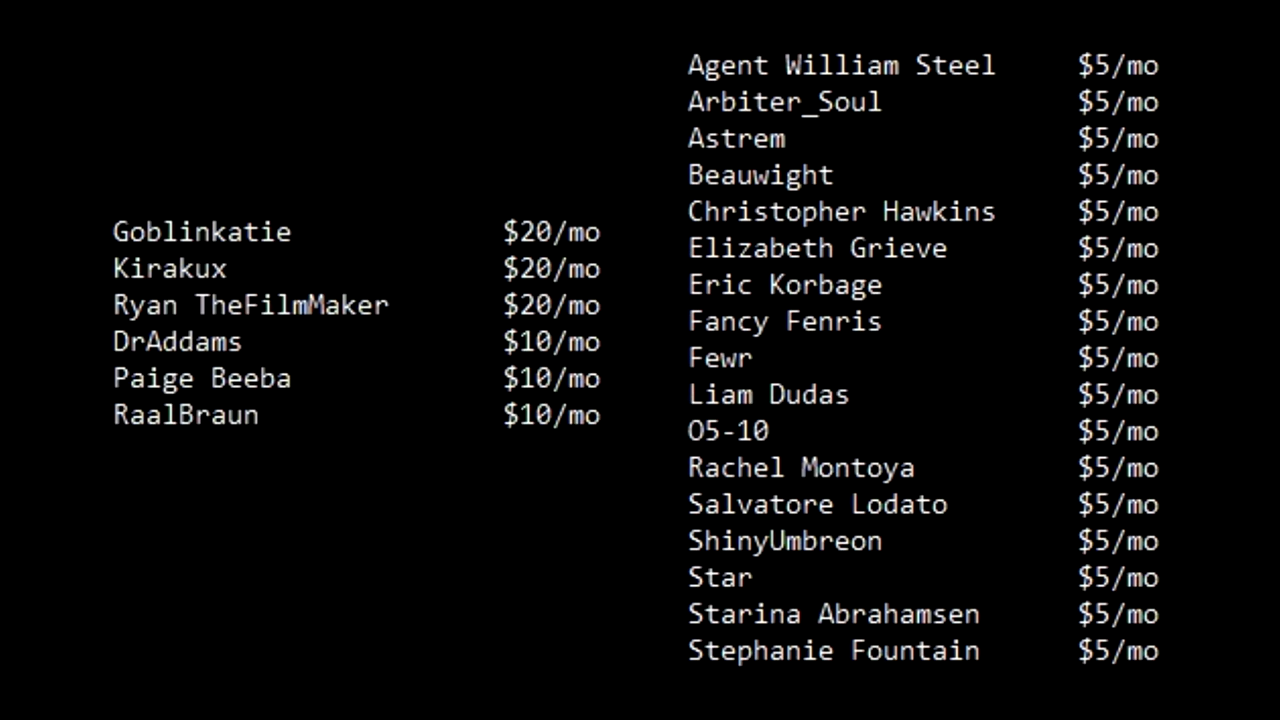 Goblinkatie $20/mo
Kirakux $20/mo
Ryan TheFilmMaker $20/mo
DrAddams $10/mo
Paige Beeba $10/mo
RaalBraun $10/mo
Agent William Steel $5/mo
Arbiter_Soul $5/mo
Astrem $5/mo
Beauwight $5/mo
Christopher Hawkins $5/mo
Elizabeth Grieve $5/mo
Eric Korbage $5/mo
Fancy Fenris $5/mo
Fewr $5/mo
Liam Dudas $5/mo
O5-10 $5/mo
Rachel Montoya $5/mo
Salvatore Lodato $5/mo
ShinyUmbreon $5/mo
Star $5/mo
Starina Abrahamsen $5/mo
Stephanie Fountain $5/mo